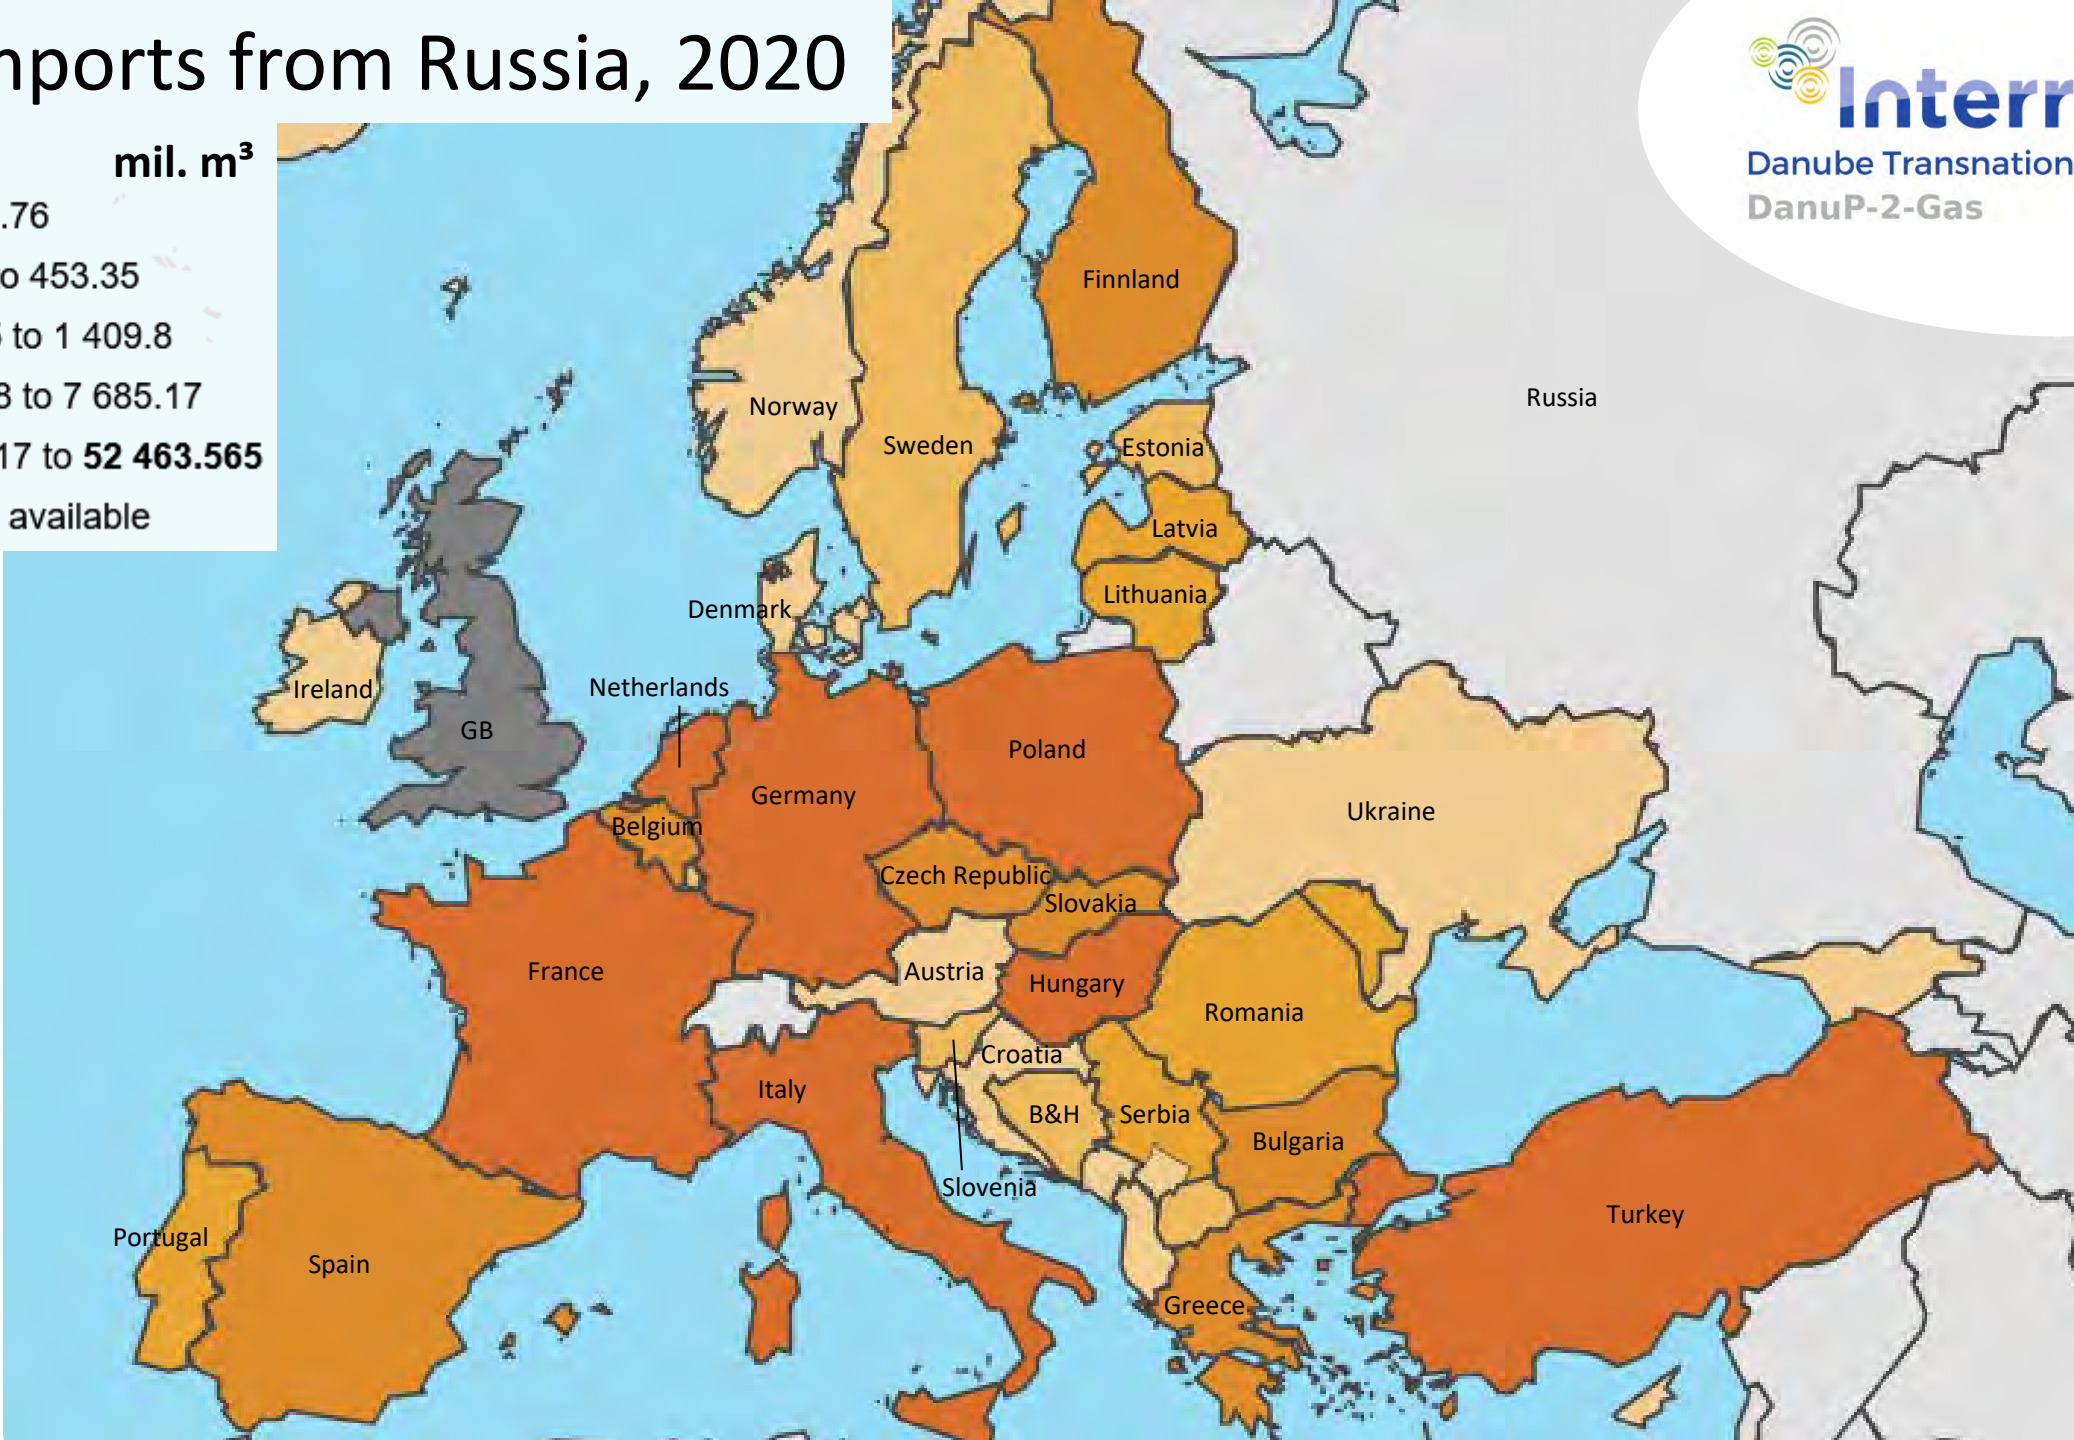 mports from Russia, 2020
mil. m³
.76
o 453.35
to 1 409.8
8 to 7 685.17
17 to 52 463.565
available
Interr
Danube Transnation
DanuP-2-Gas
Finnland
Russia
Norway
Sweden
Estonia
Latvia
Lithuania
Denmark
Netherlands
Ireland
GB
Poland
Germany
Ukraine
Belgium
Czech Republic
Slovakia
France
Austria
Hungary
Romania
Croatia
Italy
B&H
Serbia
Bulgaria
Slovenia
Portugal
Spain
Turkey
Greece